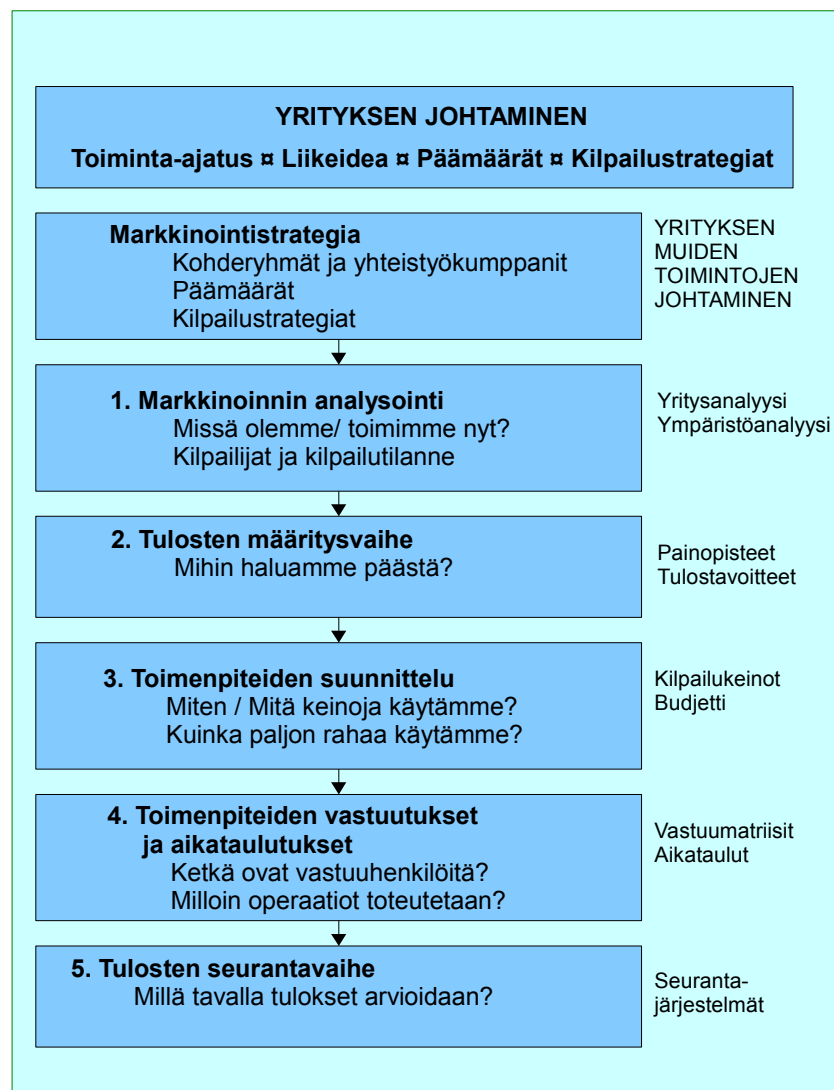 YRITYKSEN JOHTAMINEN
Toiminta-ajatus ¤ Liikeidea ¤ Päämäärät ¤ Kilpailustrategiat
Markkinointistrategia
Kohderyhmät ja yhteistyökumppanit
Päämäärät
Kilpailustrategiat
YRITYKSEN
MUIDEN
TOIMINTOJEN
JOHTAMINEN
1. Markkinoinnin analysointi
Missä olemme/ toimimme nyt?
Kilpailijat ja kilpailutilanne
Yritysanalyysi
Ympäristöanalyysi
2. Tulosten määritysvaihe
Mihin haluamme päästä?
Painopisteet
Tulostavoitteet
3. Toimenpiteiden suunnittelu
Miten / Mitä keinoja käytämme?
Kuinka paljon rahaa käytämme?
Kilpailukeinot
Budjetti
4. Toimenpiteiden vastuutukset
ja aikataulutukset
Ketkä ovat vastuuhenkilöitä?
Milloin operaatiot toteutetaan?
Vastuumatriisit
Aikataulut
5. Tulosten seurantavaihe
Millä tavalla tulokset arvioidaan?
Seuranta-
järjestelmät